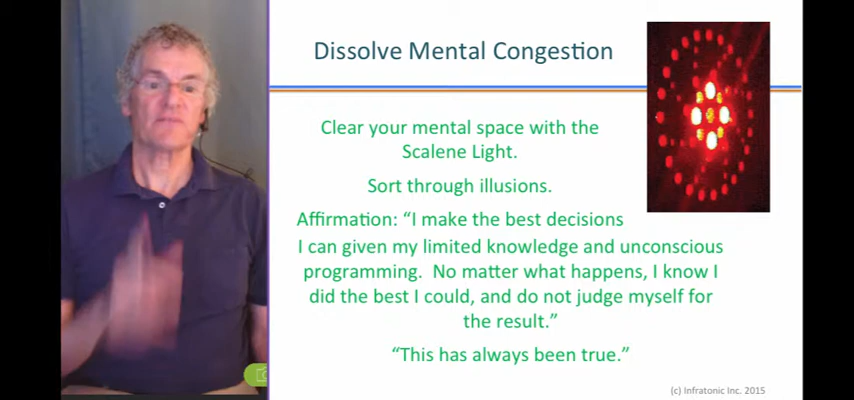 Dissolve Mental Congestion
Clear your mental space with the
Scalene Light.
Sort through illusions.
Affirmation: “I make the best decisions
I can given my limited knowledge and unconscious
programming.  No matter what happens, I know I
did the best I could, and do not judge myself for
the result.”
“This has always been true.”
(c) Infratonic Inc. 2015